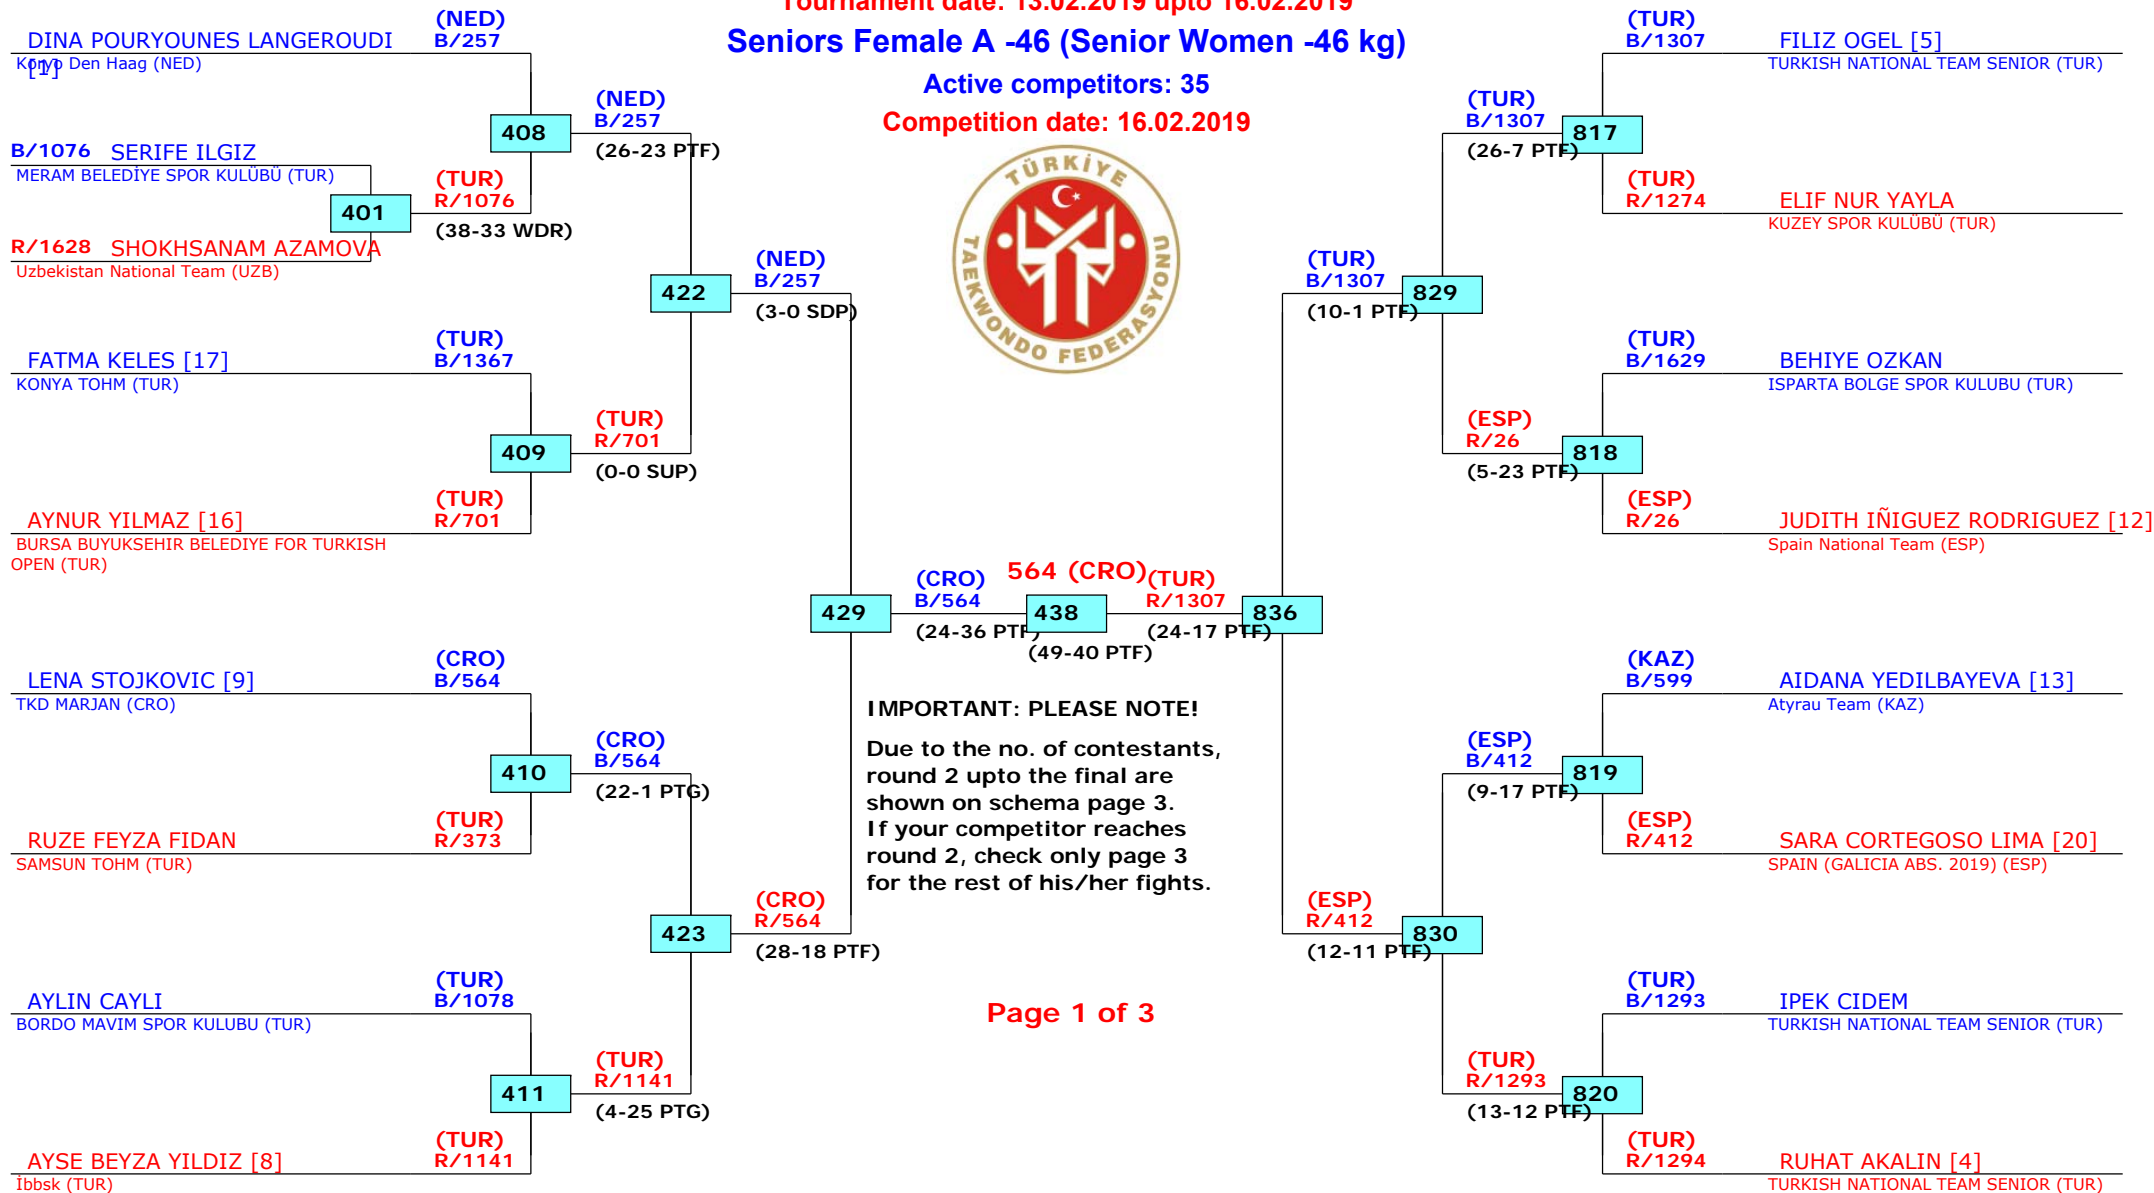 Tournament date: 13.02.2019 upto 16.02.2019
Seniors Female A -46 (Senior Women -46 kg)
Active competitors: 35
Competition date: 16.02.2019
TÜRKİYE TAEKWONDO FEDERASYONU
(NED)
DINA POURYOUNES LANGEROUDI B/257
[1]
Konyo Den Haag (NED)
(NED)
408 B/257
(26-23 PTF)
B/1076 SERIFE ILGIZ
MERAM BELEDİYE SPOR KULÜBÜ (TUR)
(TUR)
401 R/1076
(38-33 WDR)
R/1628 SHOKHSANAM AZAMOVA
Uzbekistan National Team (UZB)
(NED)
422 B/257
(3-0 SDP)
(TUR)
FATMA KELES [17] B/1367
KONYA TOHM (TUR)
(TUR)
409 R/701
(0-0 SUP)
(TUR)
AYNUR YILMAZ [16] R/701
BURSA BUYUKSEHIR BELEDIYE FOR TURKISH
OPEN (TUR)
(CRO)
429 B/564
(24-36 PTF)
564 (CRO)
438
(49-40 PTF)
(TUR)
R/1307 836
(24-17 PTF)
(CRO)
LENA STOJKOVIC [9] B/564
TKD MARJAN (CRO)
(CRO)
410 B/564
(22-1 PTG)
(TUR)
RUZE FEYZA FIDAN R/373
SAMSUN TOHM (TUR)
(CRO)
423 R/564
(28-18 PTF)
(TUR)
AYLIN CAYLI B/1078
BORDO MAVIM SPOR KULUBU (TUR)
(TUR)
411 R/1141
(4-25 PTG)
(TUR)
AYSE BEYZA YILDIZ [8] R/1141
İbbsk (TUR)
IMPORTANT: PLEASE NOTE!
Due to the no. of contestants,
round 2 upto the final are
shown on schema page 3.
If your competitor reaches
round 2, check only page 3
for the rest of his/her fights.
Page 1 of 3
(TUR)
B/1307 FILIZ OGEL [5]
TURKISH NATIONAL TEAM SENIOR (TUR)
(TUR)
B/1307 817
(26-7 PTF)
(TUR)
R/1274 ELIF NUR YAYLA
KUZEY SPOR KULÜBÜ (TUR)
(TUR)
B/1307 829
(10-1 PTF)
(TUR)
B/1629 BEHIYE OZKAN
ISPARTA BOLGE SPOR KULUBU (TUR)
(ESP)
R/26 818
(5-23 PTF)
(ESP)
R/26 JUDITH IÑIGUEZ RODRIGUEZ [12]
Spain National Team (ESP)
(KAZ)
B/599 AIDANA YEDILBAYEVA [13]
Atyrau Team (KAZ)
(ESP)
B/412 819
(9-17 PTF)
(ESP)
R/412 SARA CORTEGOSO LIMA [20]
SPAIN (GALICIA ABS. 2019) (ESP)
(ESP)
R/412 830
(12-11 PTF)
(TUR)
B/1293 IPEK CIDEM
TURKISH NATIONAL TEAM SENIOR (TUR)
(TUR)
R/1293 820
(13-12 PTF)
(TUR)
R/1294 RUHAT AKALIN [4]
TURKISH NATIONAL TEAM SENIOR (TUR)